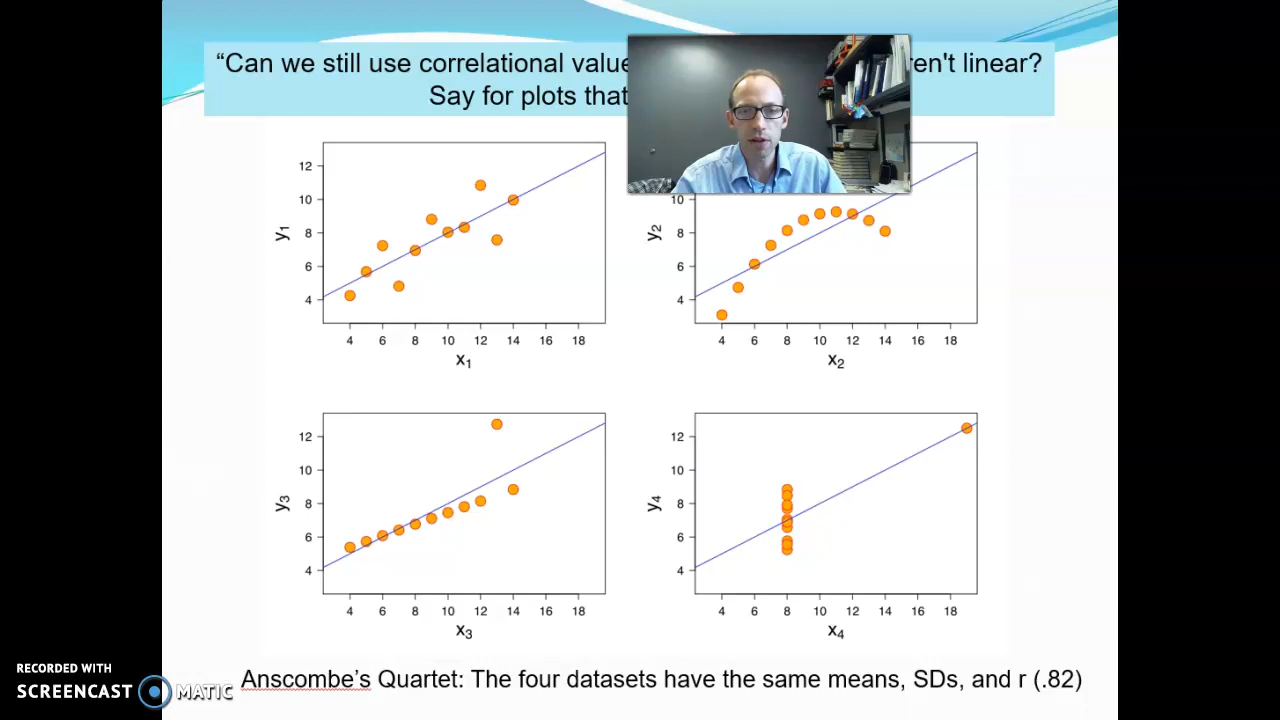 “Can we still use correlational value
ren't linear?
Say for plots that
12
10
8
6
4
y1
4 6 8 10 12 14 16 18
x1
10
8
6
4
y2
4 6 8 10 12 14 16 18
x2
12
10
8
6
4
y3
4 6 8 10 12 14 16 18
x3
12
10
8
6
4
y4
4 6 8 10 12 14 16 18
x4
Anscombe’s Quartet: The four datasets have the same means, SDs, and r (.82)
RECORDED WITH
SCREENCAST MATIC